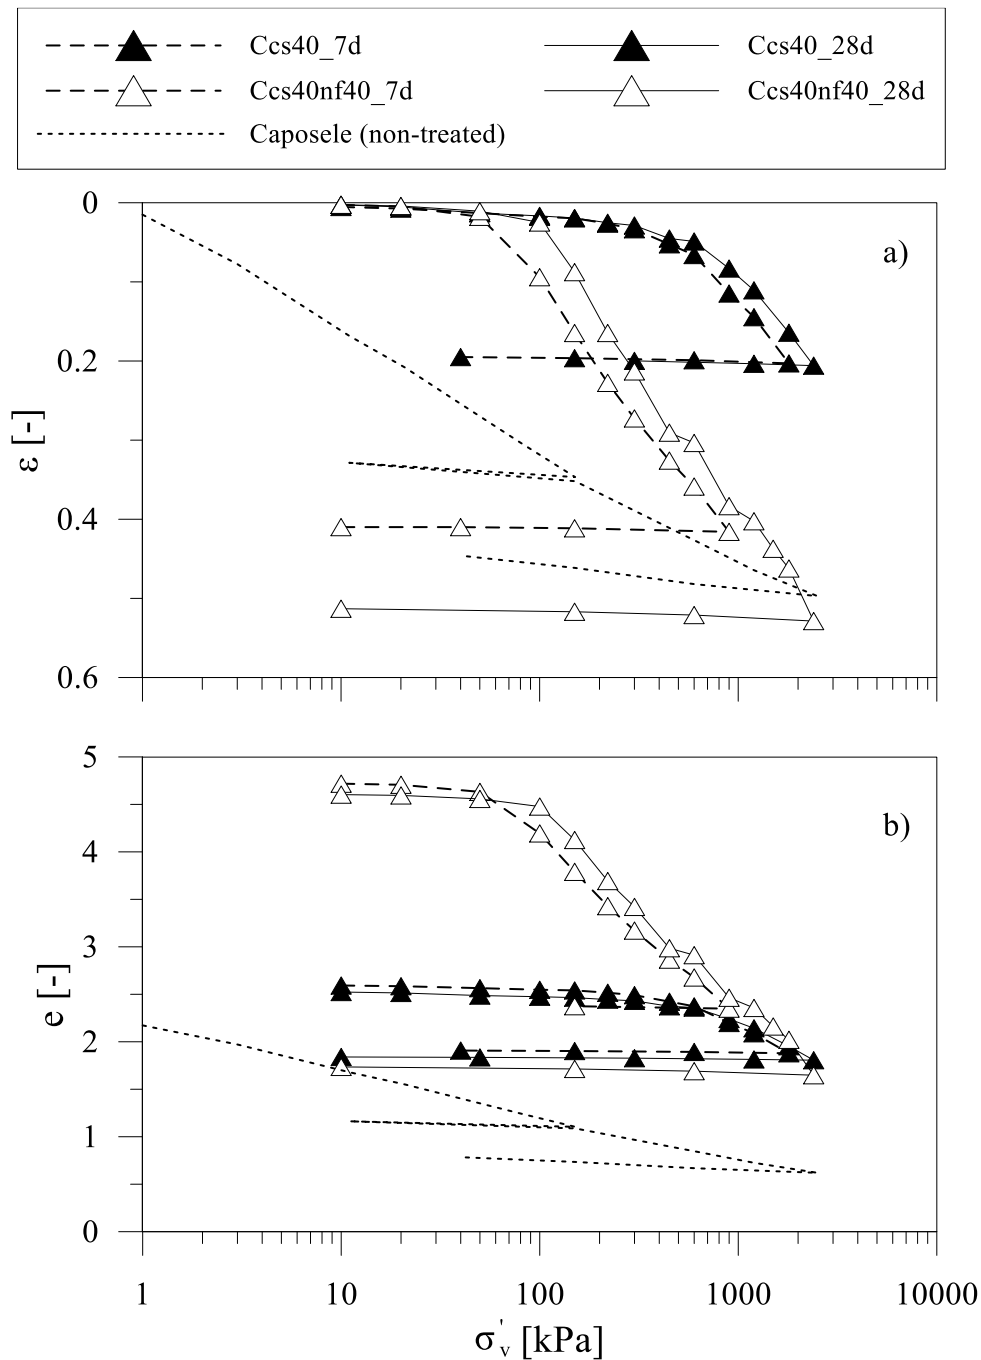 Ccs40_7d Ccs40_28d
Ccs40nf40_7d Ccs40nf40_28d
Caposele (non-treated)
0
a)
0.2
ε [-]
0.4
0.6
5
b)
4
3
e [-]
2
1
0
1 10 100 1000 10000
σ'v [kPa]